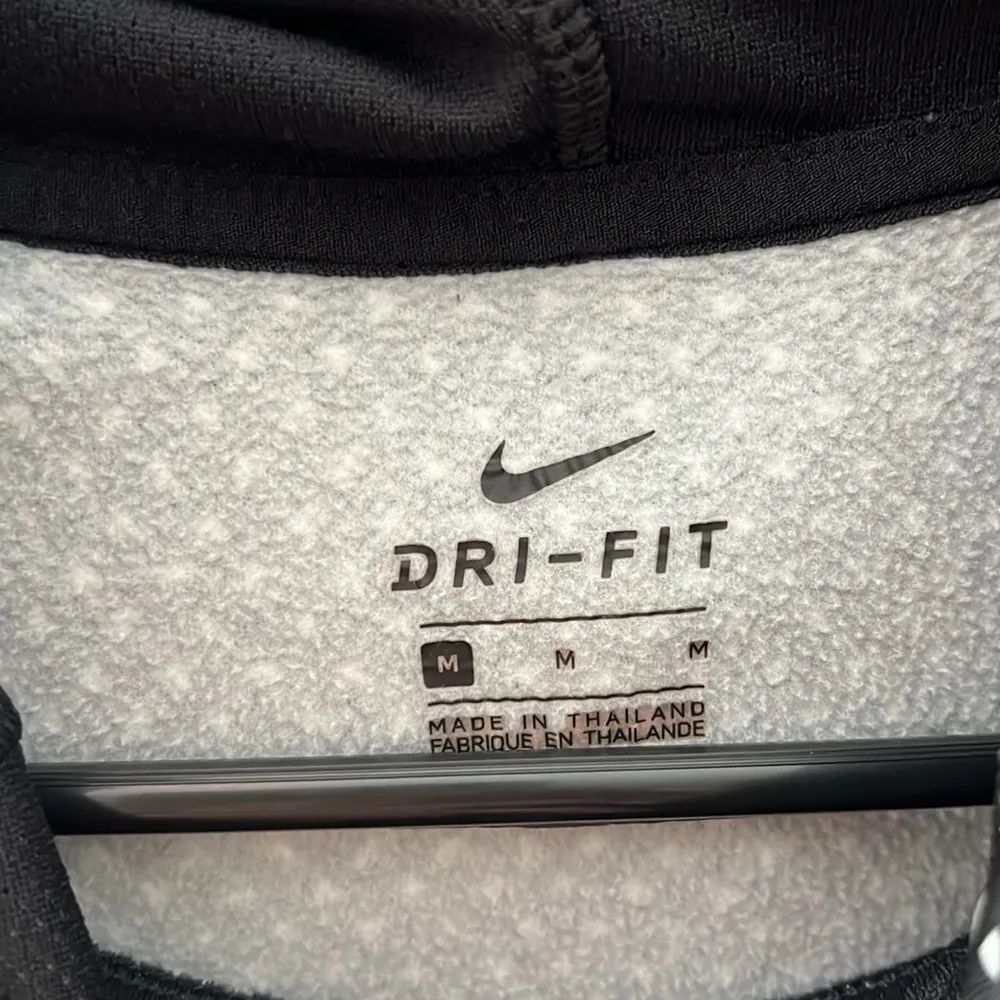 DRI-FIT
M M M
MADE IN THAILAND
FABRIQUE EN THAILANDE